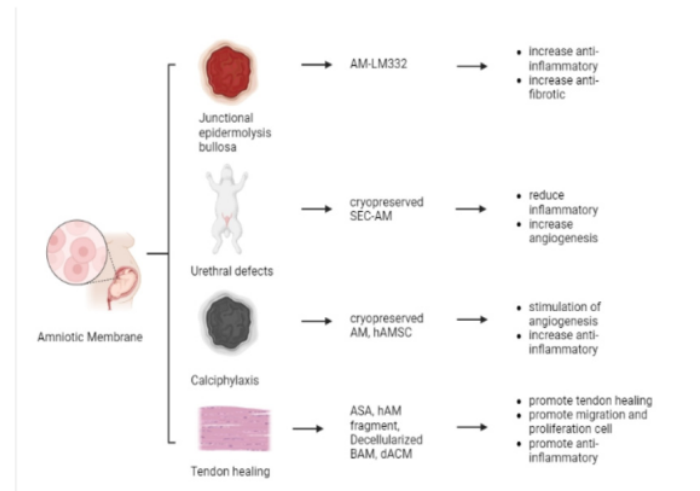 AM-LM332
• increase anti-
inflammatory
• increase anti-
fibrotic
Junctional
epidermolysis
bullosa
cryopreserved
SEC-AM
• reduce
inflammatory
• increase
angiogenesis
Urethral defects
Amniotic Membrane
cryopreserved
AM, hAMSC
• stimulation of
angiogenesis
• increase anti-
inflammatory
Calciphylaxis
ASA, hAM
fragment,
Decellularized
BAM, dACM
• promote tendon healing
• promote migration and
proliferation cell
• promote anti-
inflammatory
Tendon healing